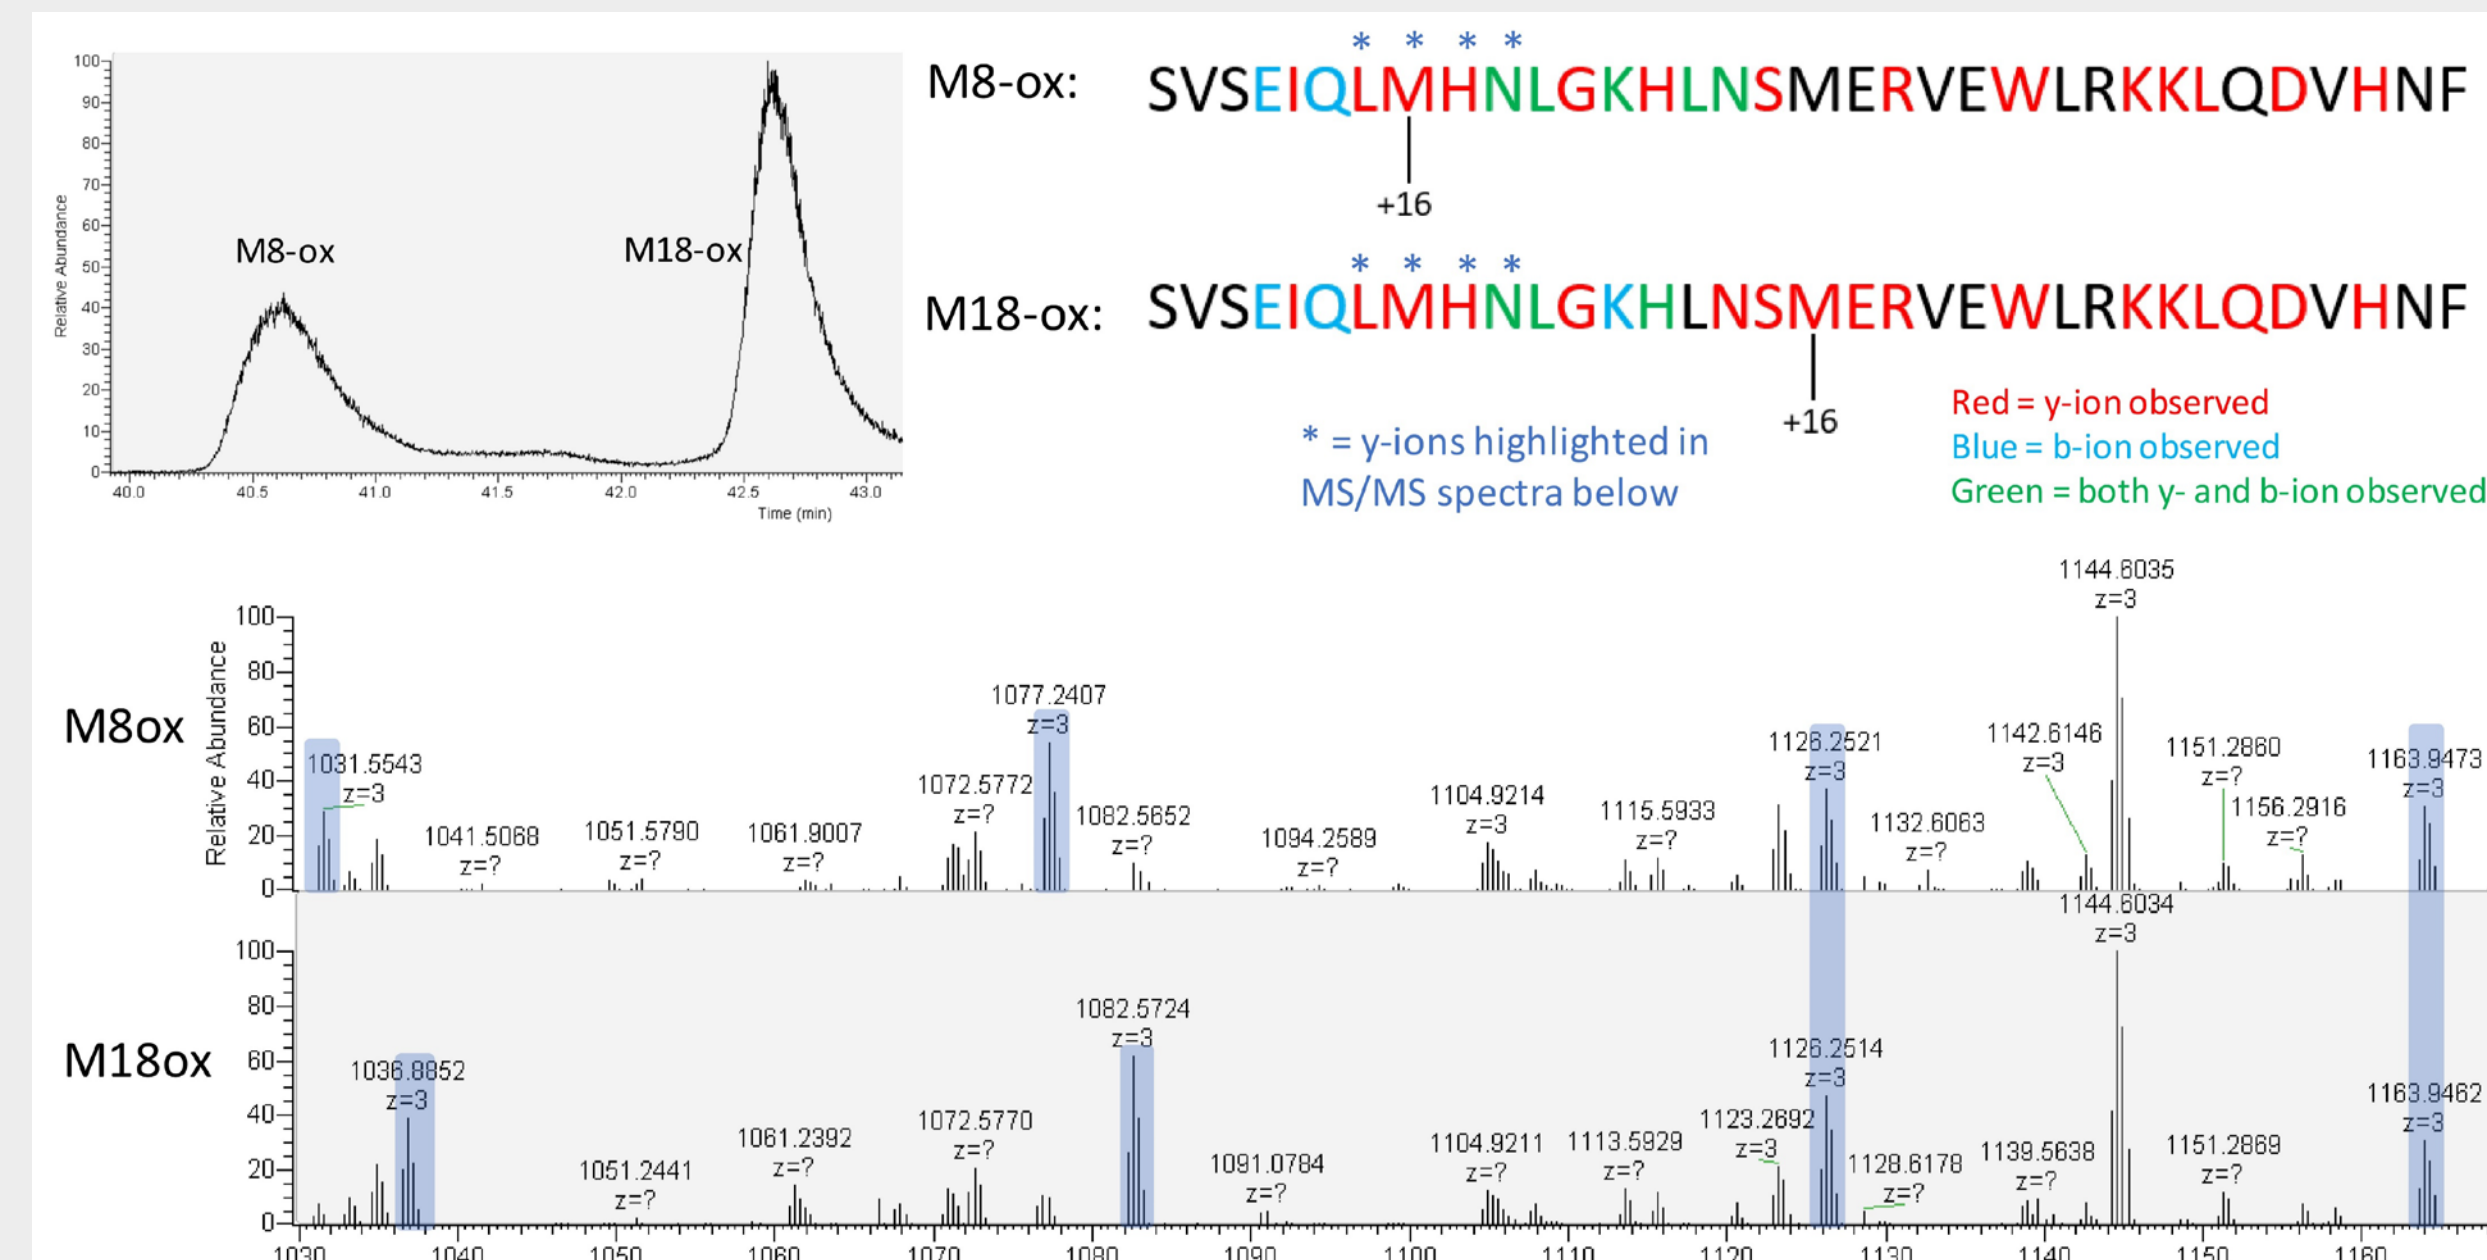 * * * *
M8-ox: SVSEIQLMHNLGKHLNSMERVEWLRKKLQDVHNF
+16
* * * *
M18-ox: SVSEIQLMHNLGKHLNSMERVEWLRKKLQDVHNF
+16
* = y-ions highlighted in
MS/MS spectra below
Red = y-ion observed
Blue = b-ion observed
Green = both y- and b-ion observed
Relative Abundance
100
90
80
70
60
50
40
30
20
10
0
M8-ox
M18-ox
40.0 40.5 41.0 41.5 42.0 42.5 43.0
Time (min)
M8ox
Relative Abundance
100
80
60
40
20
0
1031.5543
z=3
1041.5068
z=?
1051.5790
z=?
1061.9007
z=?
1072.5772
z=?
1077.2407
z=3
1082.5652
z=?
1094.2589
z=?
1104.9214
z=3
1115.5933
z=?
1126.2521
z=3
1132.6063
z=?
1142.6146
z=3
1144.6035
z=3
1151.2860
z=?
1156.2916
z=?
1163.9473
z=3
M18ox
100
80
60
40
20
0
1036.8852
z=3
1051.2441
z=?
1061.2392
z=?
1072.5770
z=?
1082.5724
z=3
1091.0784
z=?
1104.9211
z=?
1113.5929
z=?
1123.2692
z=3
1126.2514
z=3
1128.6178
z=?
1139.5638
z=?
1144.6034
z=3
1151.2869
z=?
1163.9462
z=3
1030 1040 1050 1060 1070 1080 1090 1100 1110 1120 1130 1140 1150 1160